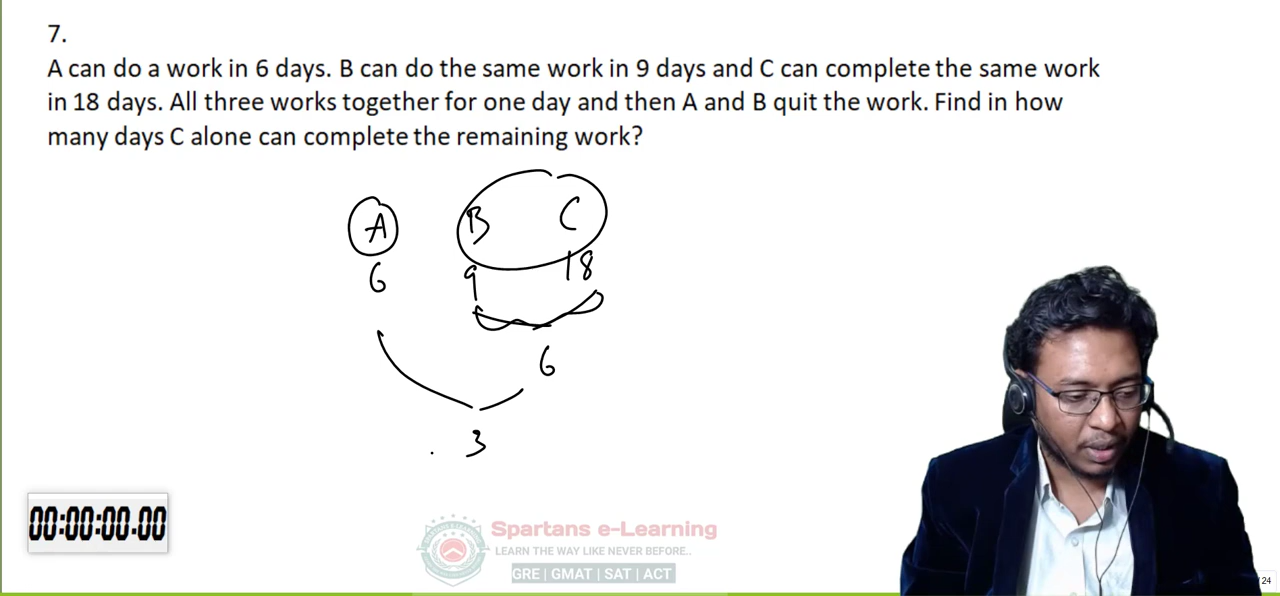 7.
A can do a work in 6 days. B can do the same work in 9 days and C can complete the same work
in 18 days. All three works together for one day and then A and B quit the work. Find in how
many days C alone can complete the remaining work?
A B C
6 9 18
6
3
00:00:00.00
Spartans e-Learning
LEARN THE WAY LIKE NEVER BEFORE..
GRE | GMAT | SAT | ACT
/ 24